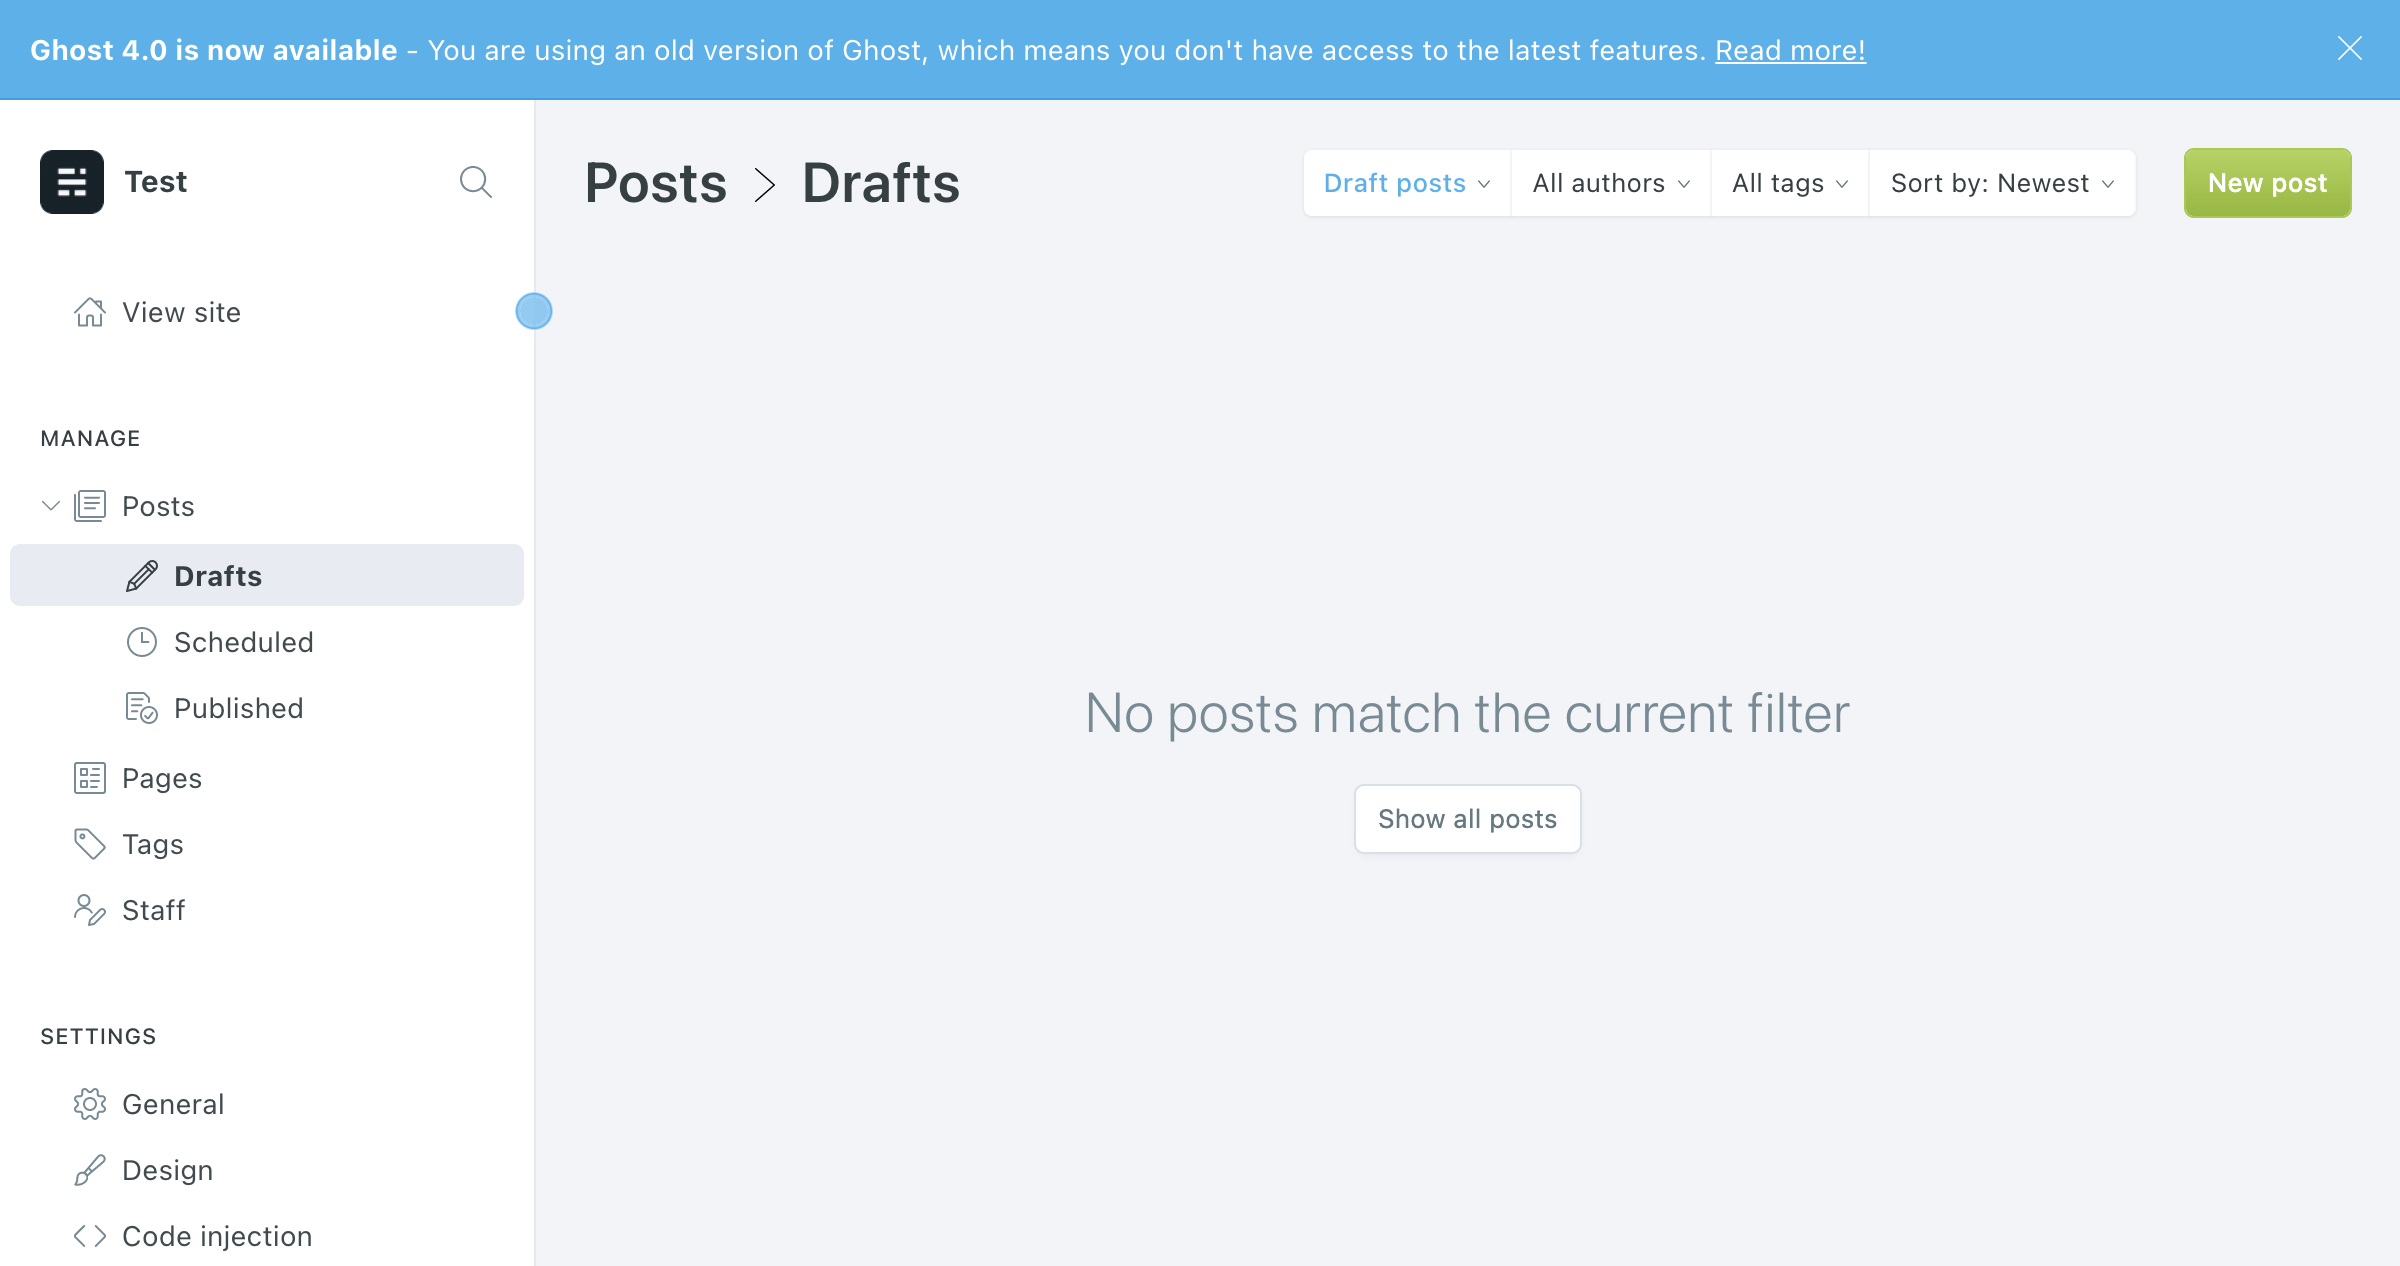 Ghost 4.0 is now available - You are using an old version of Ghost, which means you don't have access to the latest features. Read more!
Test
View site
MANAGE
Posts
Drafts
Scheduled
Published
Pages
Tags
Staff
SETTINGS
General
Design
Code injection
Posts > Drafts
Draft posts
All authors
All tags
Sort by: Newest
New post
No posts match the current filter
Show all posts